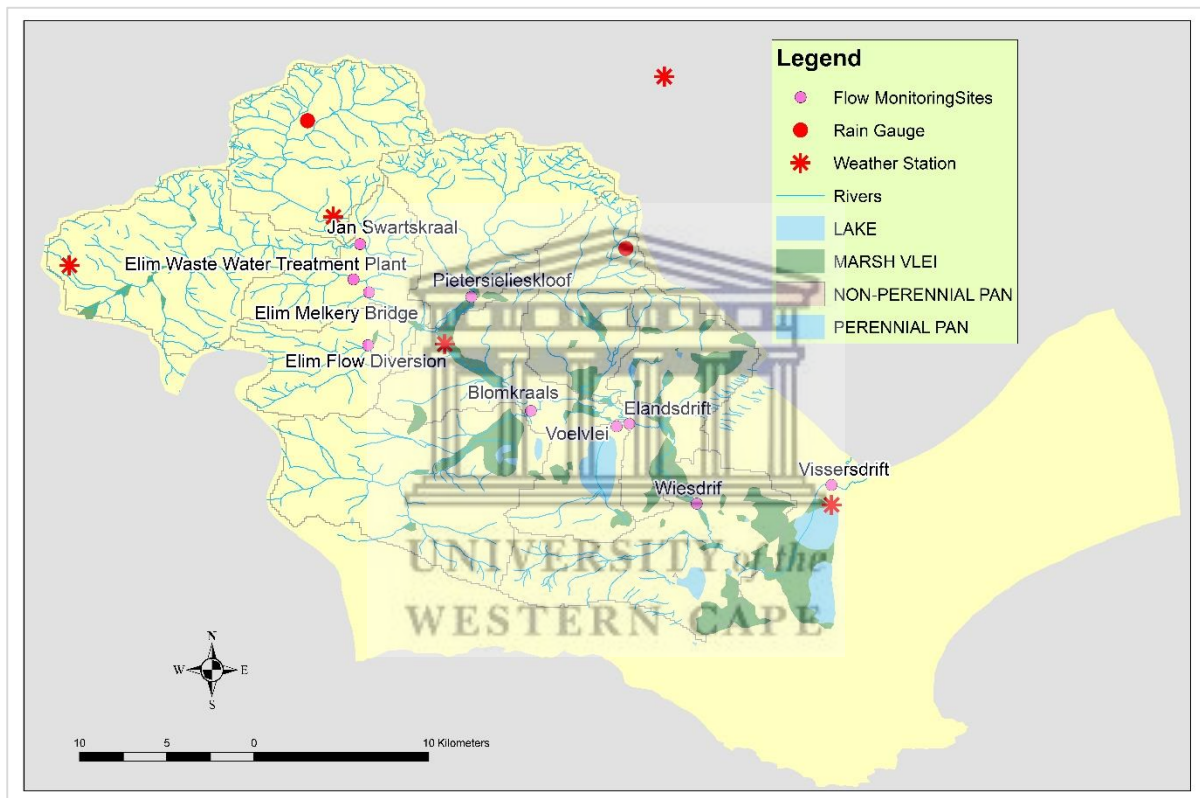 Legend
Flow MonitoringSites
Rain Gauge
Weather Station
Rivers
LAKE
MARSH VLEI
NON-PERENNIAL PAN
PERENNIAL PAN
Jan Swartskraal
Elim Waste Water Treatment Plant
Pietersielieskloof
Elim Melkery Bridge
Elim Flow Diversion
Blomkraals
Elandsdrift
Voelvlei
Vissersdrift
Wiesdrif
UNIVERSITY of the
WESTERN CAPE
N
W E
S
10 5 0 10 Kilometers